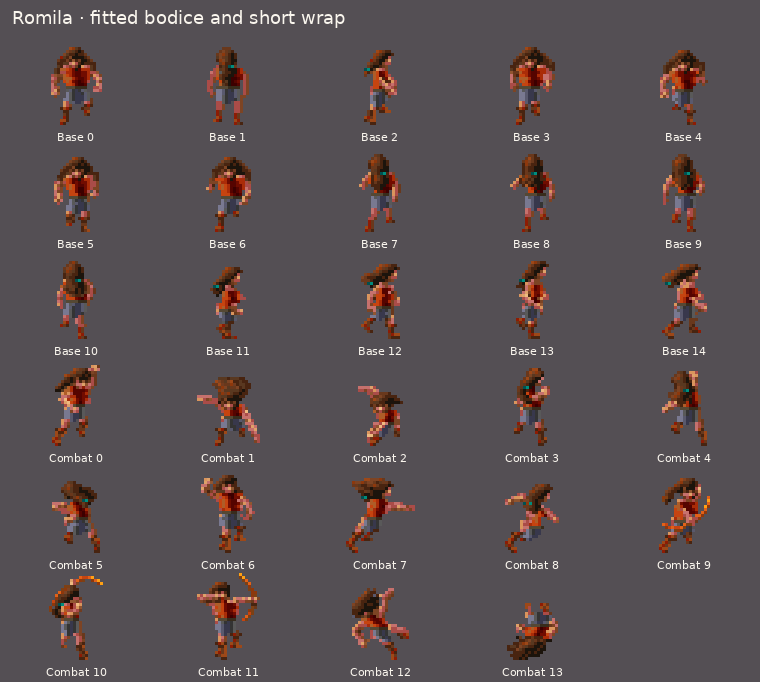 Romila · fitted bodice and short wrap
Base 0 Base 1 Base 2 Base 3 Base 4
Base 5 Base 6 Base 7 Base 8 Base 9
Base 10 Base 11 Base 12 Base 13 Base 14
Combat 0 Combat 1 Combat 2 Combat 3 Combat 4
Combat 5 Combat 6 Combat 7 Combat 8 Combat 9
Combat 10 Combat 11 Combat 12 Combat 13